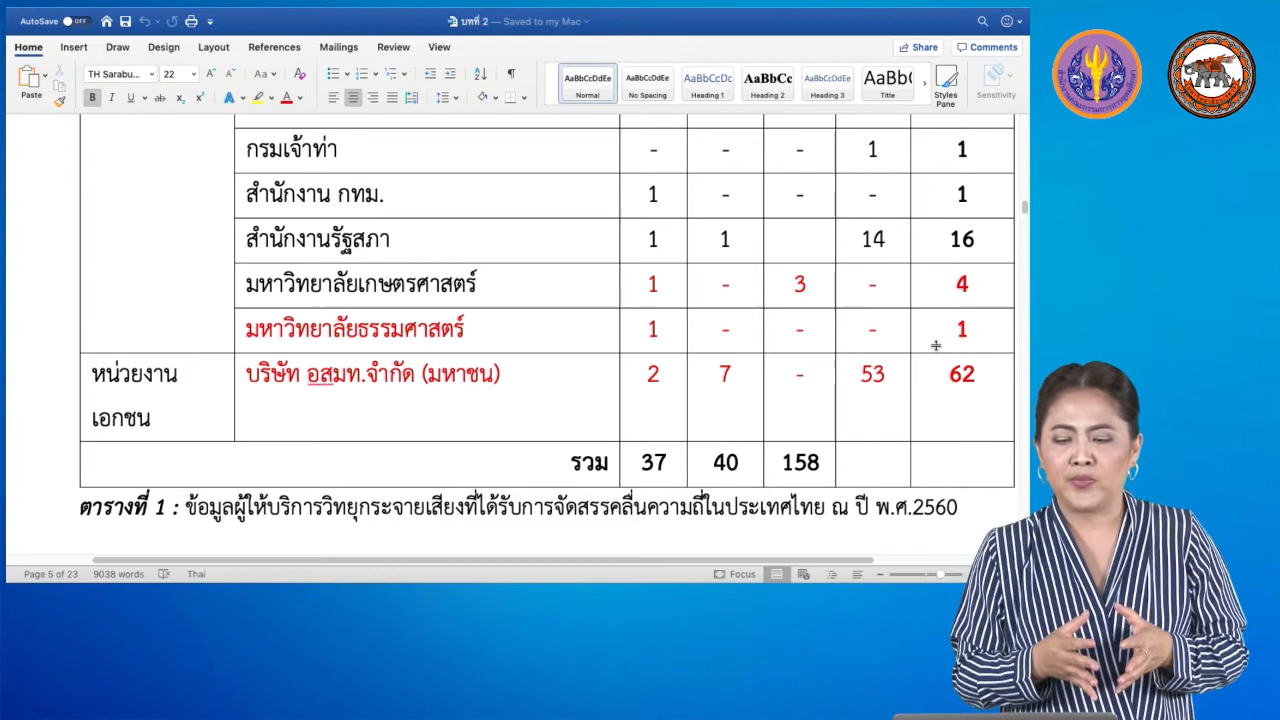 AutoSave OFF บทที่ 2 — Saved to my Mac
Home Insert Draw Design Layout References Mailings Review View Share Comments
Paste TH Sarabu... 22 Aa AaBbCcDdEe AaBbCcDdEe AaBbCcDc AaBbCc AaBbCcDdEe AaBb( Styles Pane Sensitivity
Normal No Spacing Heading 1 Heading 2 Heading 3 Title
กรมเจ้าท่า - - - 1 1
สำนักงาน กทม. 1 - - - 1
สำนักงานรัฐสภา 1 1 14 16
มหาวิทยาลัยเกษตรศาสตร์ 1 - 3 - 4
มหาวิทยาลัยธรรมศาสตร์ 1 - - - 1
หน่วยงาน บริษัท อสมท.จำกัด (มหาชน) 2 7 - 53 62
เอกชน
รวม 37 40 158
ตารางที่ 1 : ข้อมูลผู้ให้บริการวิทยุกระจายเสียงที่ได้รับการจัดสรรคลื่นความถี่ในประเทศไทย ณ ปี พ.ศ.2560
Page 5 of 23 9038 words Thai Focus